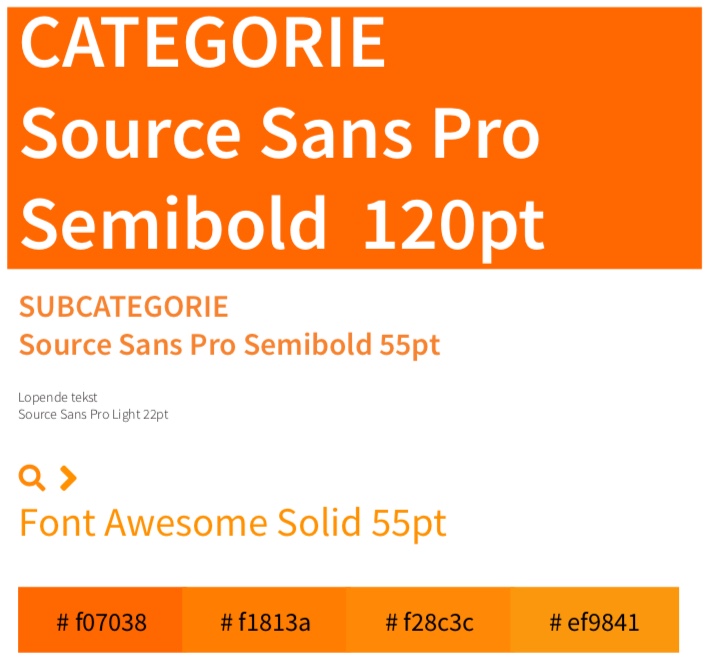 CATEGORIE
Source Sans Pro
Semibold 120pt
SUBCATEGORIE
Source Sans Pro Semibold 55pt
Lopende tekst
Source Sans Pro Light 22pt
Font Awesome Solid 55pt
# f07038 # f1813a # f28c3c # ef9841